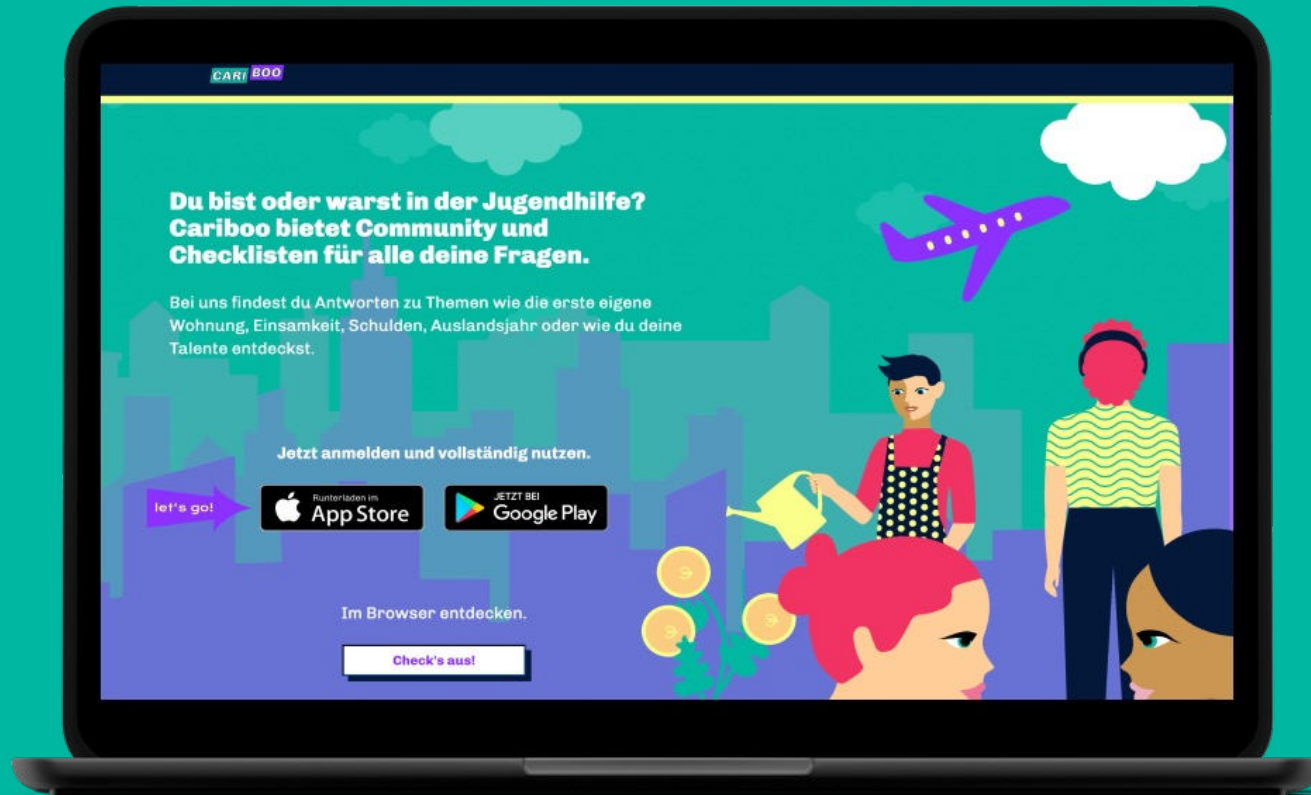 CARI BOO
Du bist oder warst in der Jugendhilfe?
Cariboo bietet Community und
Checklisten für alle deine Fragen.
Bei uns findest du Antworten zu Themen wie die erste eigene
Wohnung, Einsamkeit, Schulden, Auslandsjahr oder wie du deine
Talente entdeckst.
Jetzt anmelden und vollständig nutzen.
let's go!
Runterladen im
App Store
JETZT BEI
Google Play
Im Browser entdecken.
Check's aus!